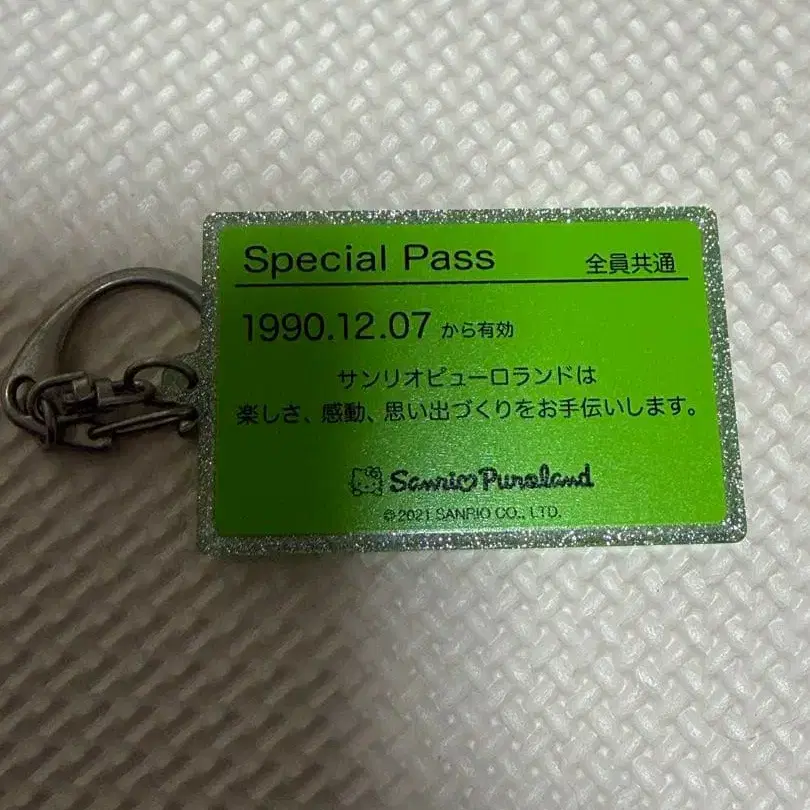 Special Pass 全員共通
1990.12.07 から有効
サンリオピューロランドは
楽しさ、感動、思い出づくりをお手伝いします。
Sanrio Puroland
© 2021 SANRIO CO., LTD.